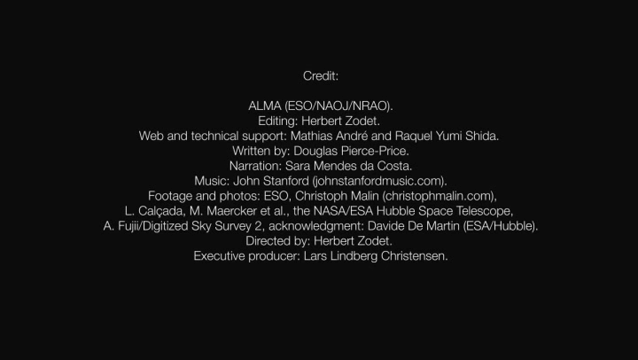 Credit:
ALMA (ESO/NAOJ/NRAO).
Editing: Herbert Zodet.
Web and technical support: Mathias André and Raquel Yumi Shida.
Written by: Douglas Pierce-Price.
Narration: Sara Mendes da Costa.
Music: John Stanford (johnstanfordmusic.com).
Footage and photos: ESO, Christoph Malin (christophmalin.com),
L. Calçada, M. Maercker et al., the NASA/ESA Hubble Space Telescope,
A. Fujii/Digitized Sky Survey 2, acknowledgment: Davide De Martin (ESA/Hubble).
Directed by: Herbert Zodet.
Executive producer: Lars Lindberg Christensen.